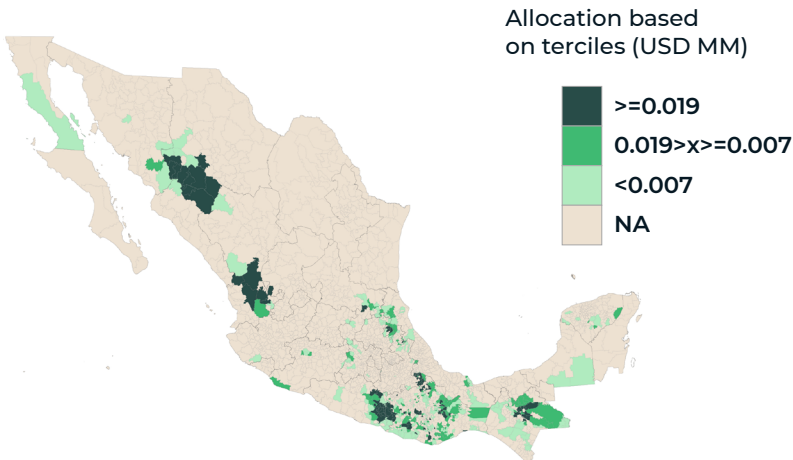 Allocation based
on terciles (USD MM)
>=0.019
0.019>x>=0.007
<0.007
NA